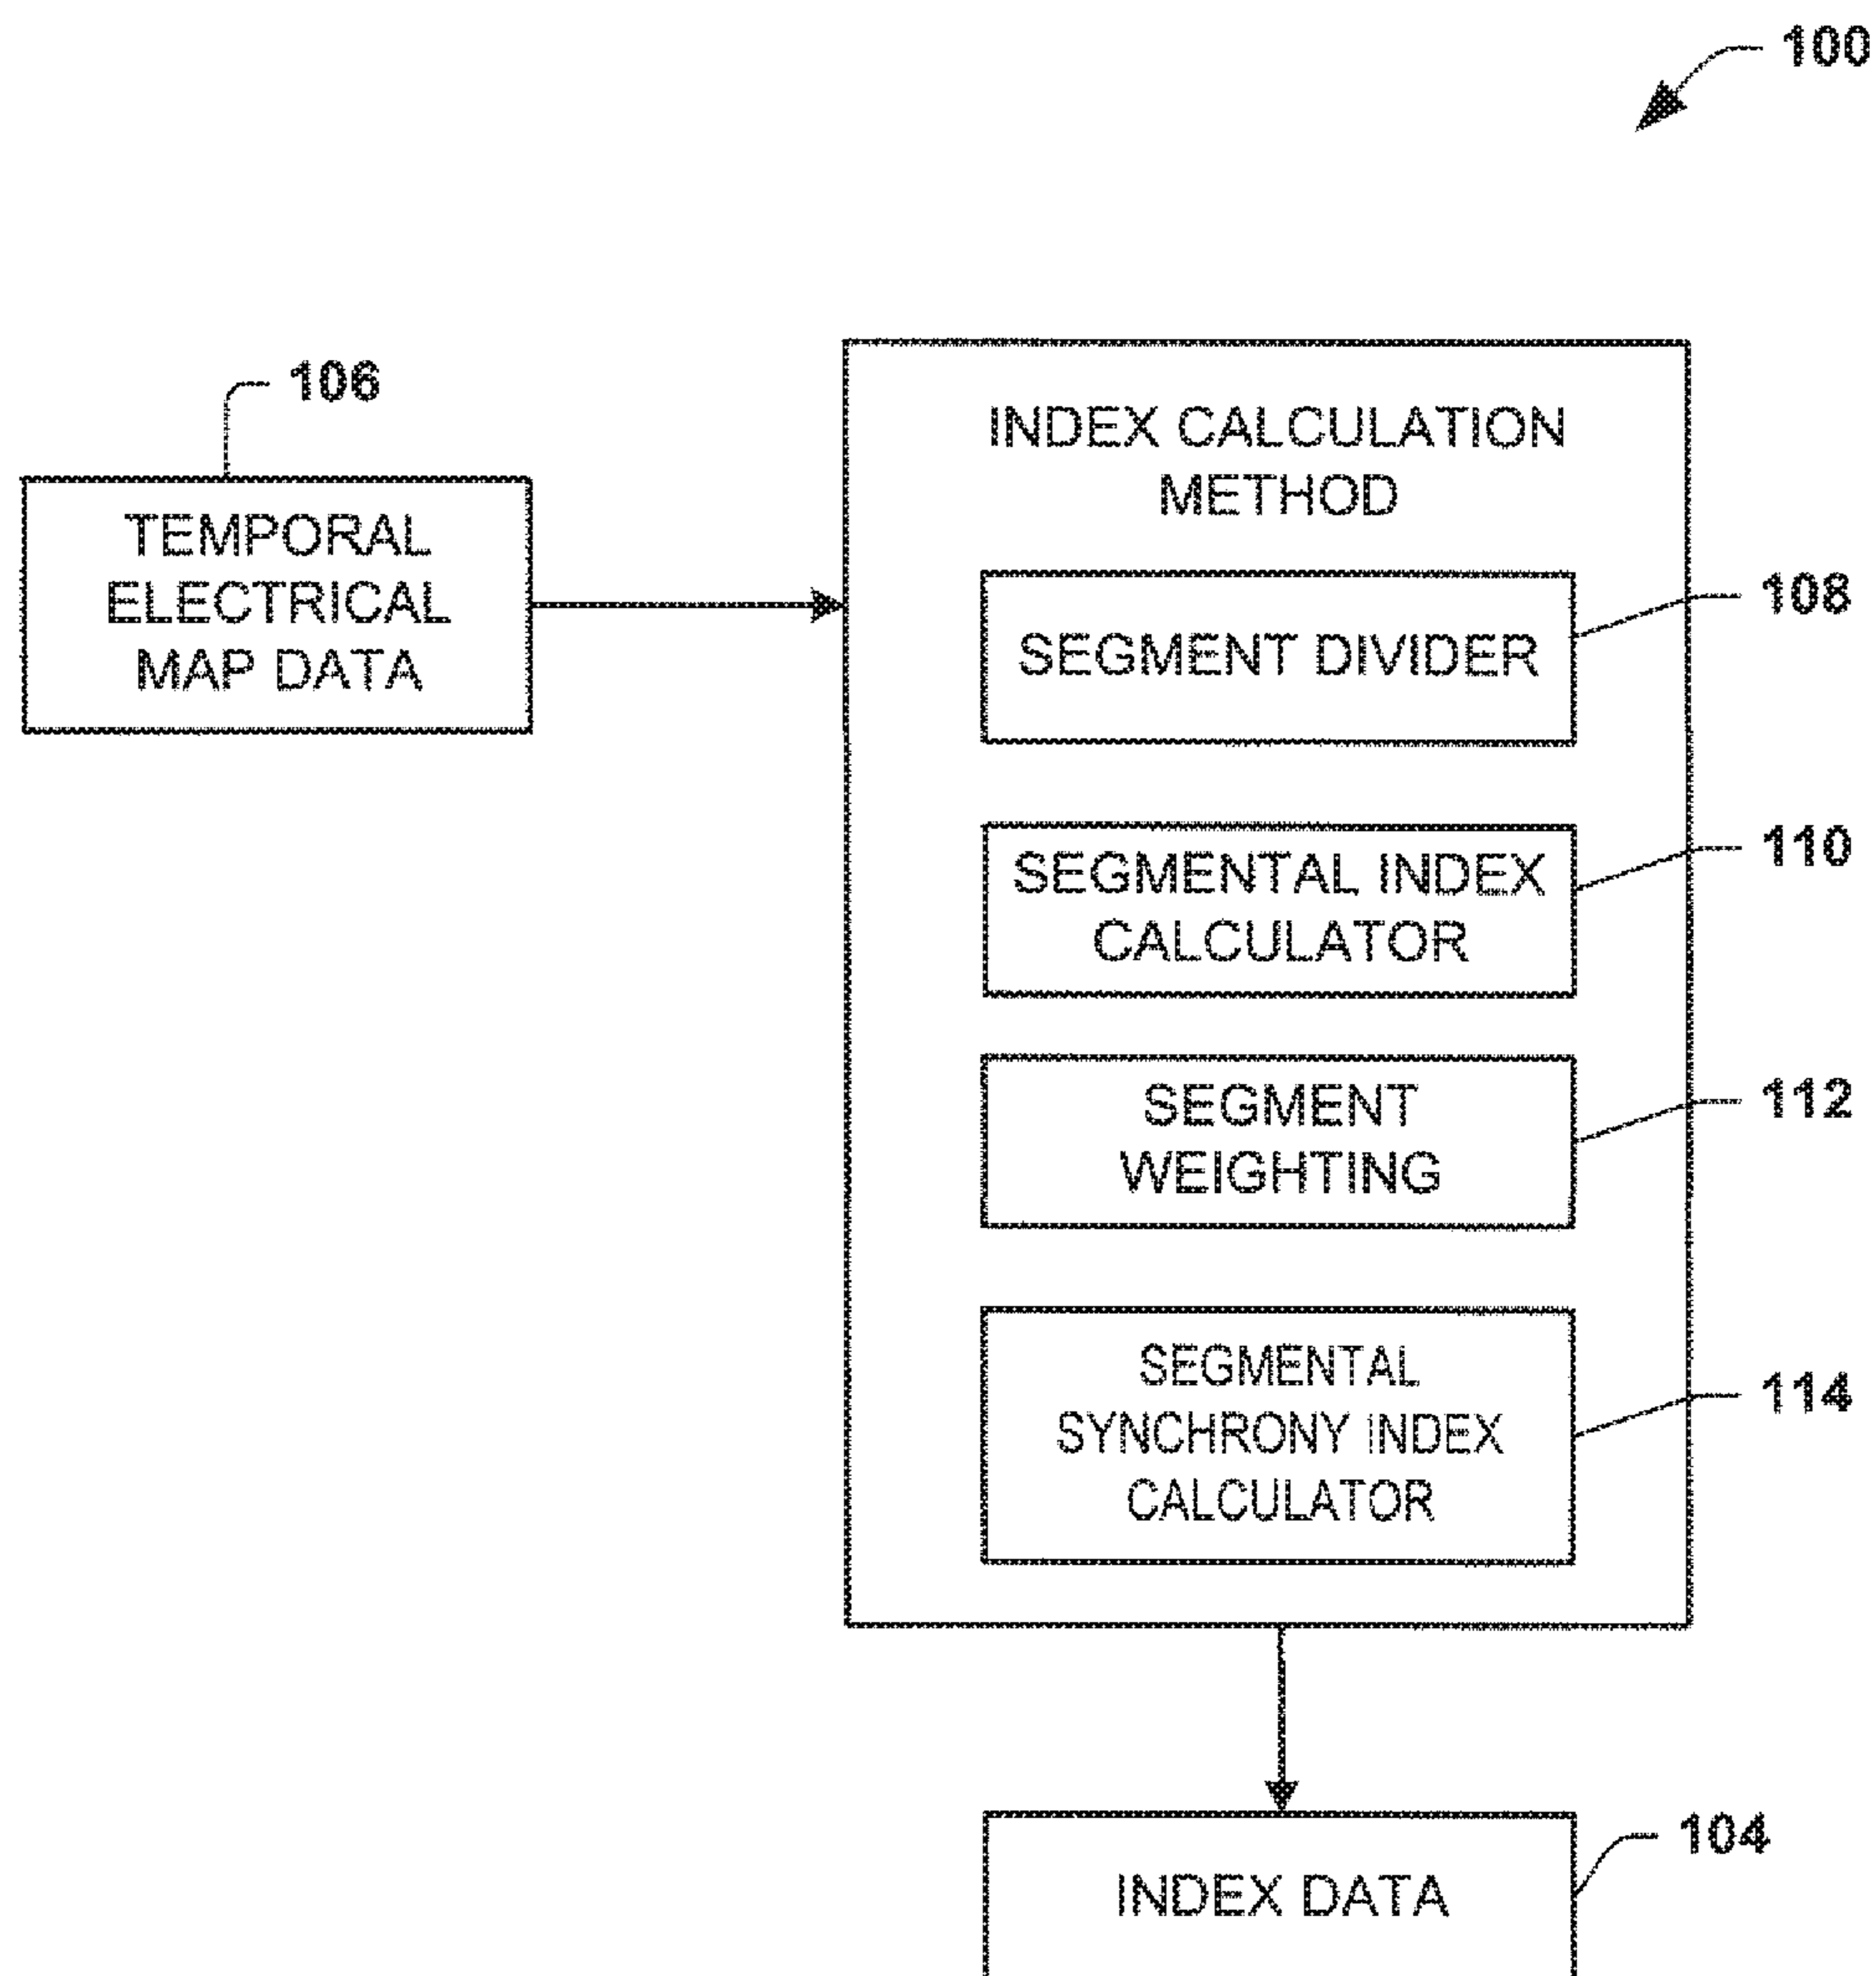 100
106
TEMPORAL
ELECTRICAL
MAP DATA
INDEX CALCULATION
METHOD
SEGMENT DIVIDER
108
SEGMENTAL INDEX
CALCULATOR
110
SEGMENT
WEIGHTING
112
SEGMENTAL
SYNCHRONY INDEX
CALCULATOR
114
INDEX DATA
104